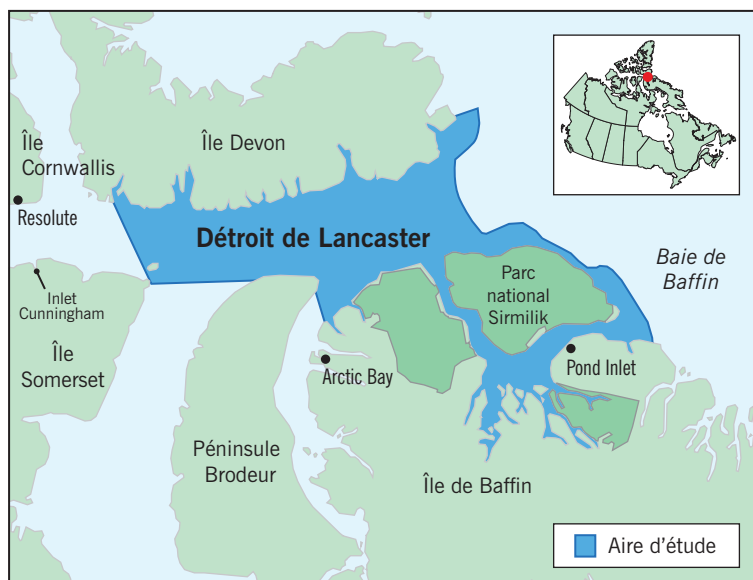 Île
Cornwallis
Resolute
Île Devon
Détroit de Lancaster
Inlet
Cunningham
Île
Somerset
Parc
national
Sirmilik
Baie de
Baffin
Arctic Bay
Pond Inlet
Péninsule
Brodeur
Île de Baffin
Aire d'étude